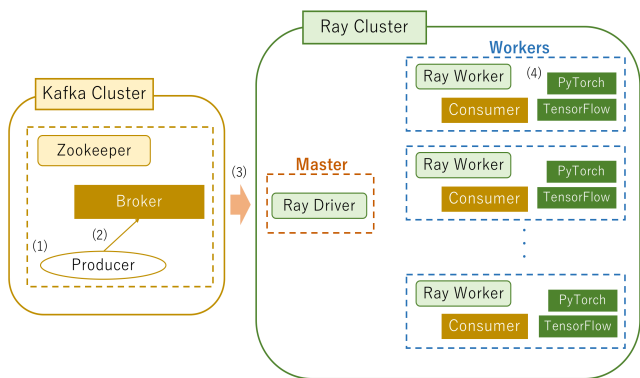 Ray Cluster
Kafka Cluster
Zookeeper
Broker
(1)
(2)
Producer
(3)
Master
Ray Driver
Workers
Ray Worker
(4)
PyTorch
Consumer
TensorFlow
Ray Worker
PyTorch
Consumer
TensorFlow
Ray Worker
PyTorch
Consumer
TensorFlow